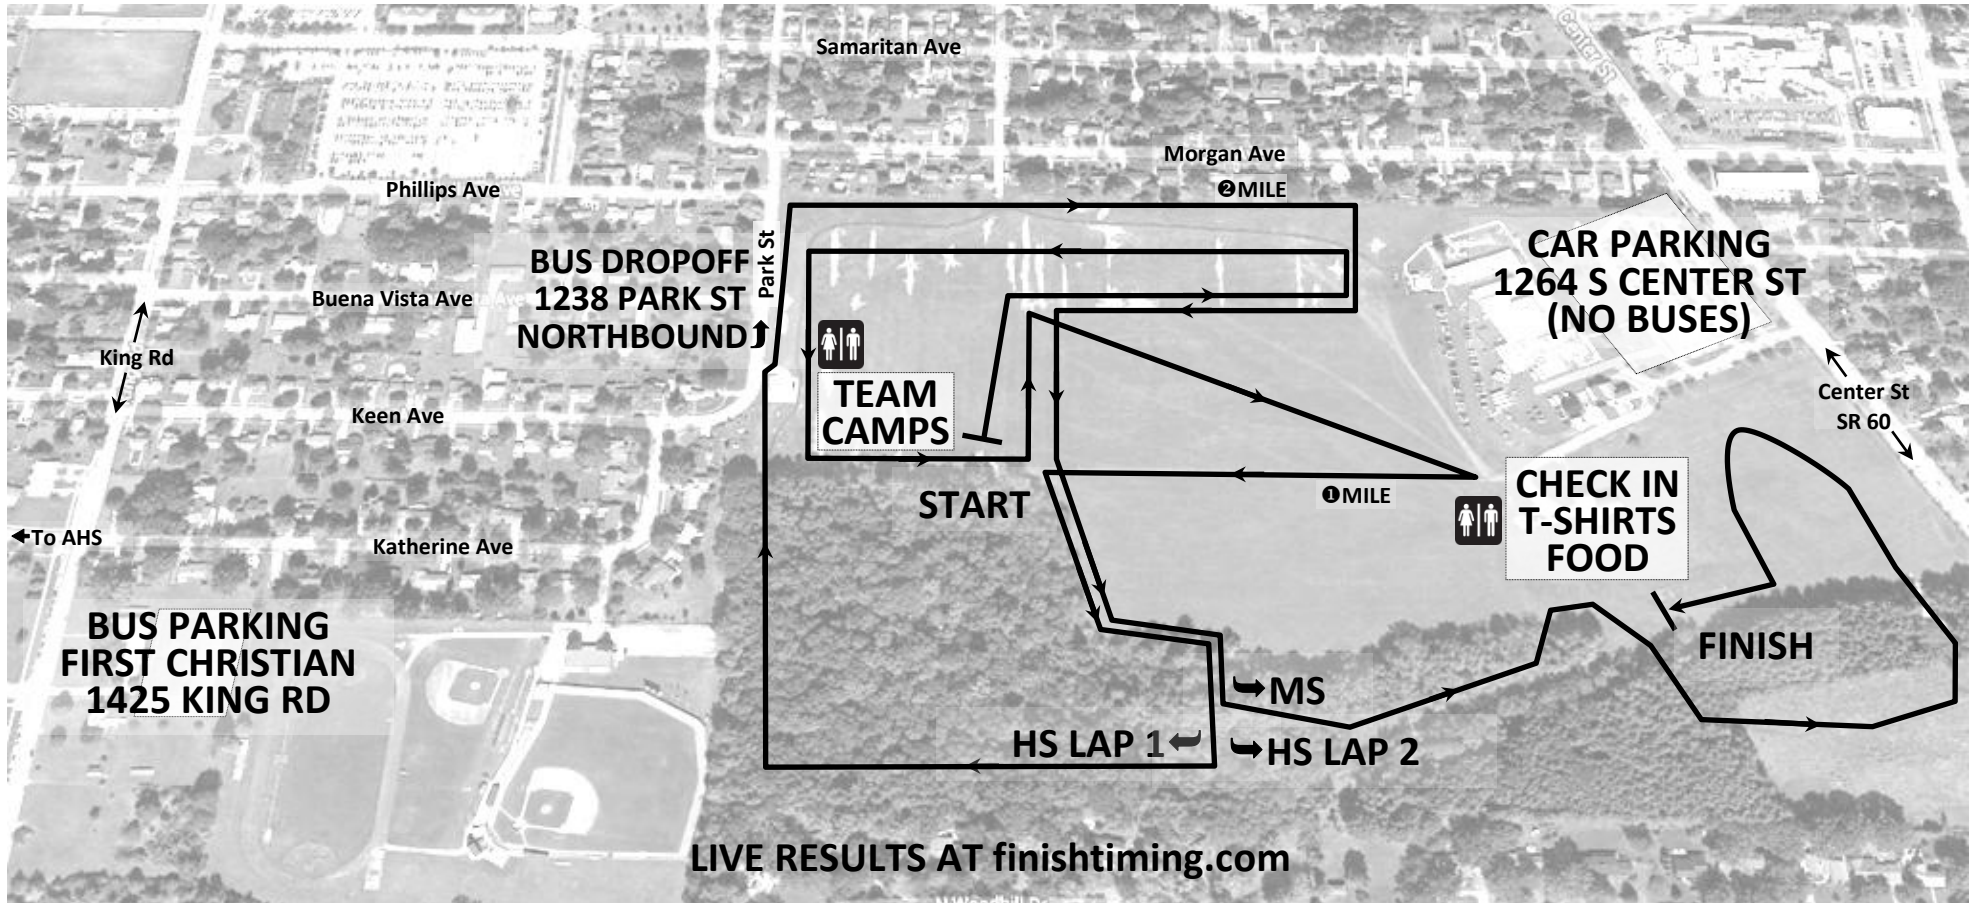 Samaritan Ave
Center St
Morgan Ave
Phillips Ave
❷MILE
Park St
BUS DROPOFF
1238 PARK ST
NORTHBOUND
CAR PARKING
1264 S CENTER ST
(NO BUSES)
Buena Vista Ave
King Rd
TEAM
CAMPS
Center St
SR 60
Keen Ave
START
❶MILE
CHECK IN
T-SHIRTS
FOOD
To AHS
Katherine Ave
BUS PARKING
FIRST CHRISTIAN
1425 KING RD
FINISH
MS
HS LAP 1
HS LAP 2
LIVE RESULTS AT finishtiming.com